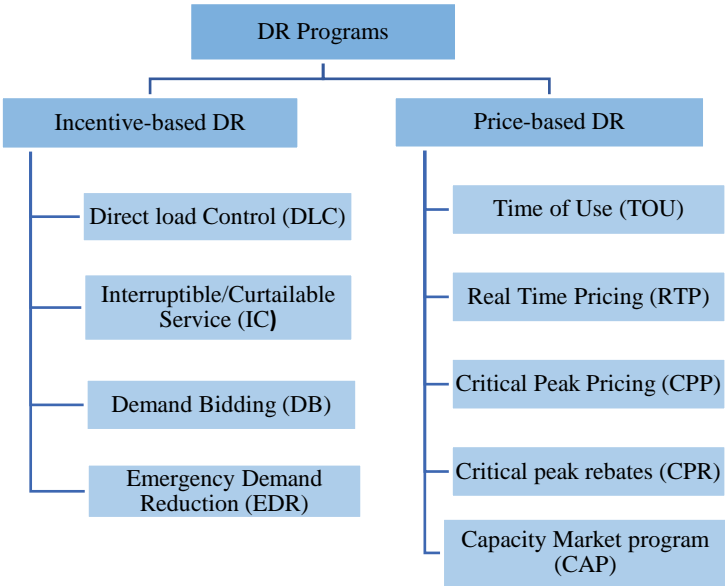 DR Programs
Incentive-based DR
Direct load Control (DLC)
Interruptible/Curtailable
Service (IC)
Demand Bidding (DB)
Emergency Demand
Reduction (EDR)
Price-based DR
Time of Use (TOU)
Real Time Pricing (RTP)
Critical Peak Pricing (CPP)
Critical peak rebates (CPR)
Capacity Market program
(CAP)